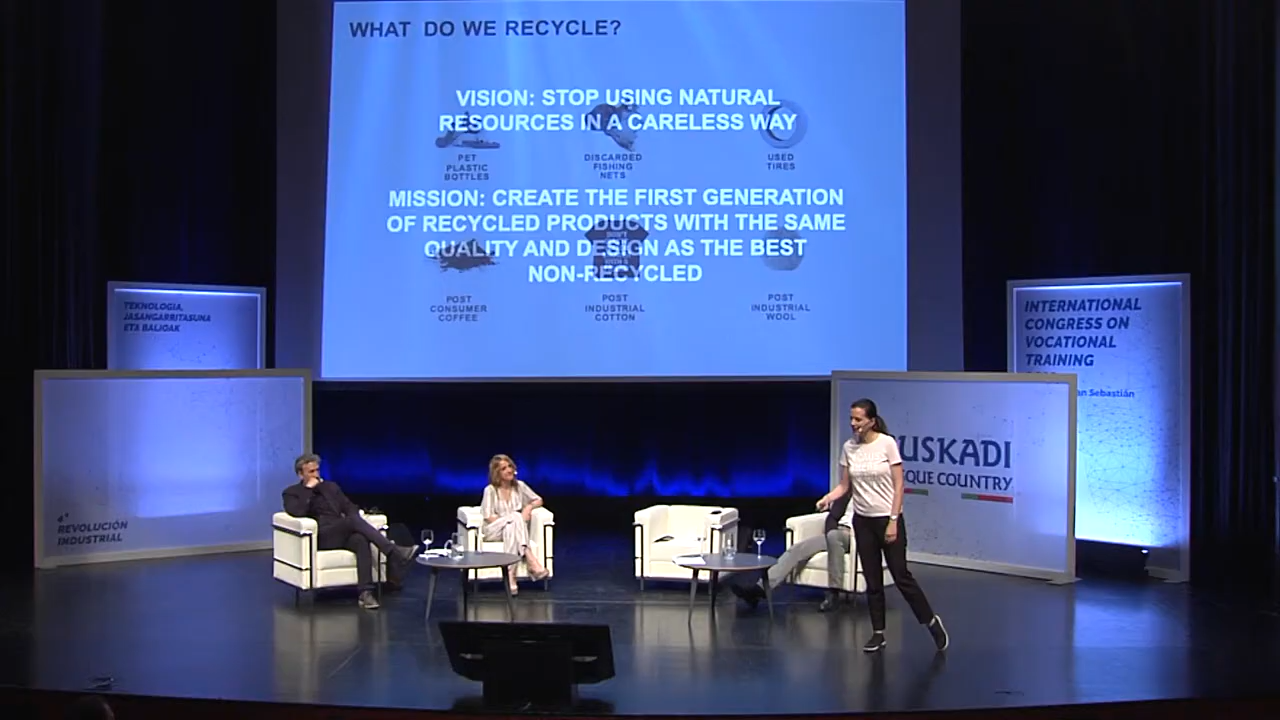 WHAT DO WE RECYCLE?
VISION: STOP USING NATURAL
RESOURCES IN A CARELESS WAY
PET
PLASTIC
BOTTLES
DISCARDED
FISHING
NETS
USED
TIRES
MISSION: CREATE THE FIRST GENERATION
OF RECYCLED PRODUCTS WITH THE SAME
QUALITY AND DESIGN AS THE BEST
NON-RECYCLED
POST
CONSUMER
COFFEE
POST
INDUSTRIAL
COTTON
POST
INDUSTRIAL
WOOL
TEKNOLOGIA,
JASANGARRITASUNA
ETA BALIOAK
INTERNATIONAL
CONGRESS ON
VOCATIONAL
TRAINING
an Sebastián
USKADI
QUE COUNTRY
4ª
REVOLUCIÓN
INDUSTRIAL